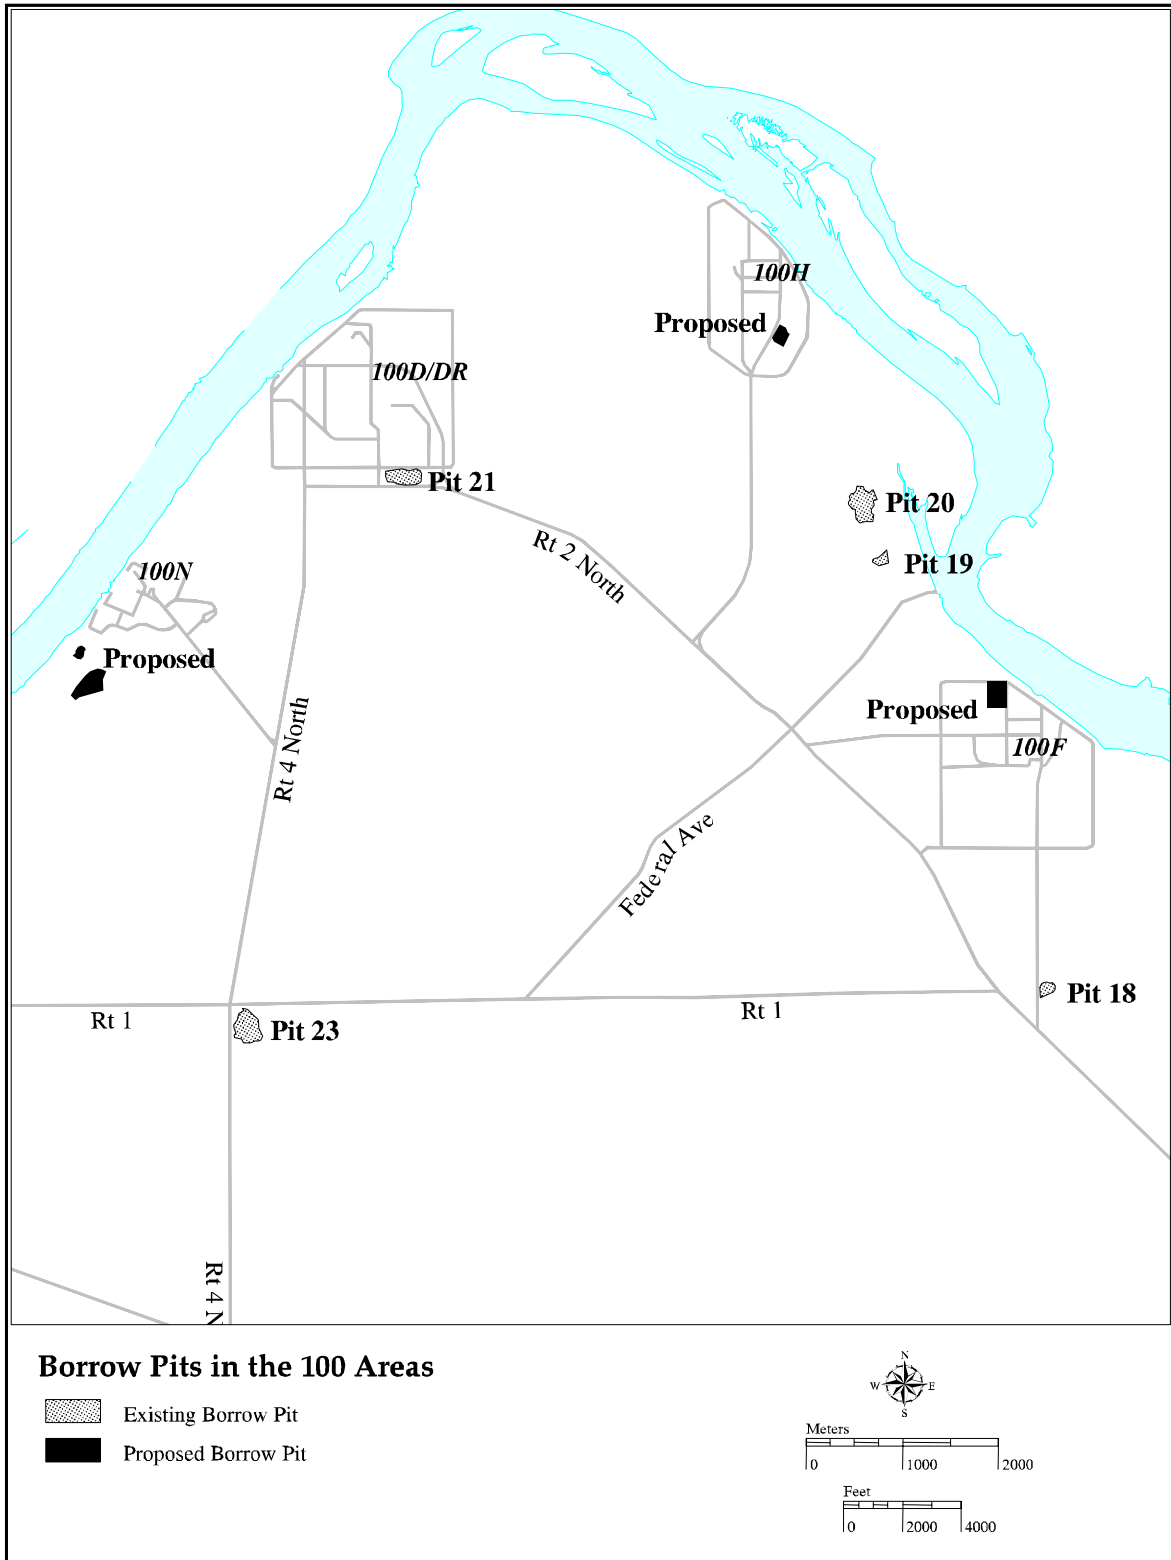 100H
Proposed
100D/DR
Pit 21
Pit 20
Rt 2 North
Pit 19
100N
Proposed
Rt 4 North
Proposed
100F
Federal Ave
Pit 18
Rt 1
Rt 1
Pit 23
Rt 4 N
Borrow Pits in the 100 Areas
Existing Borrow Pit
Proposed Borrow Pit
N
W E
S
Meters
0 1000 2000
Feet
0 2000 4000